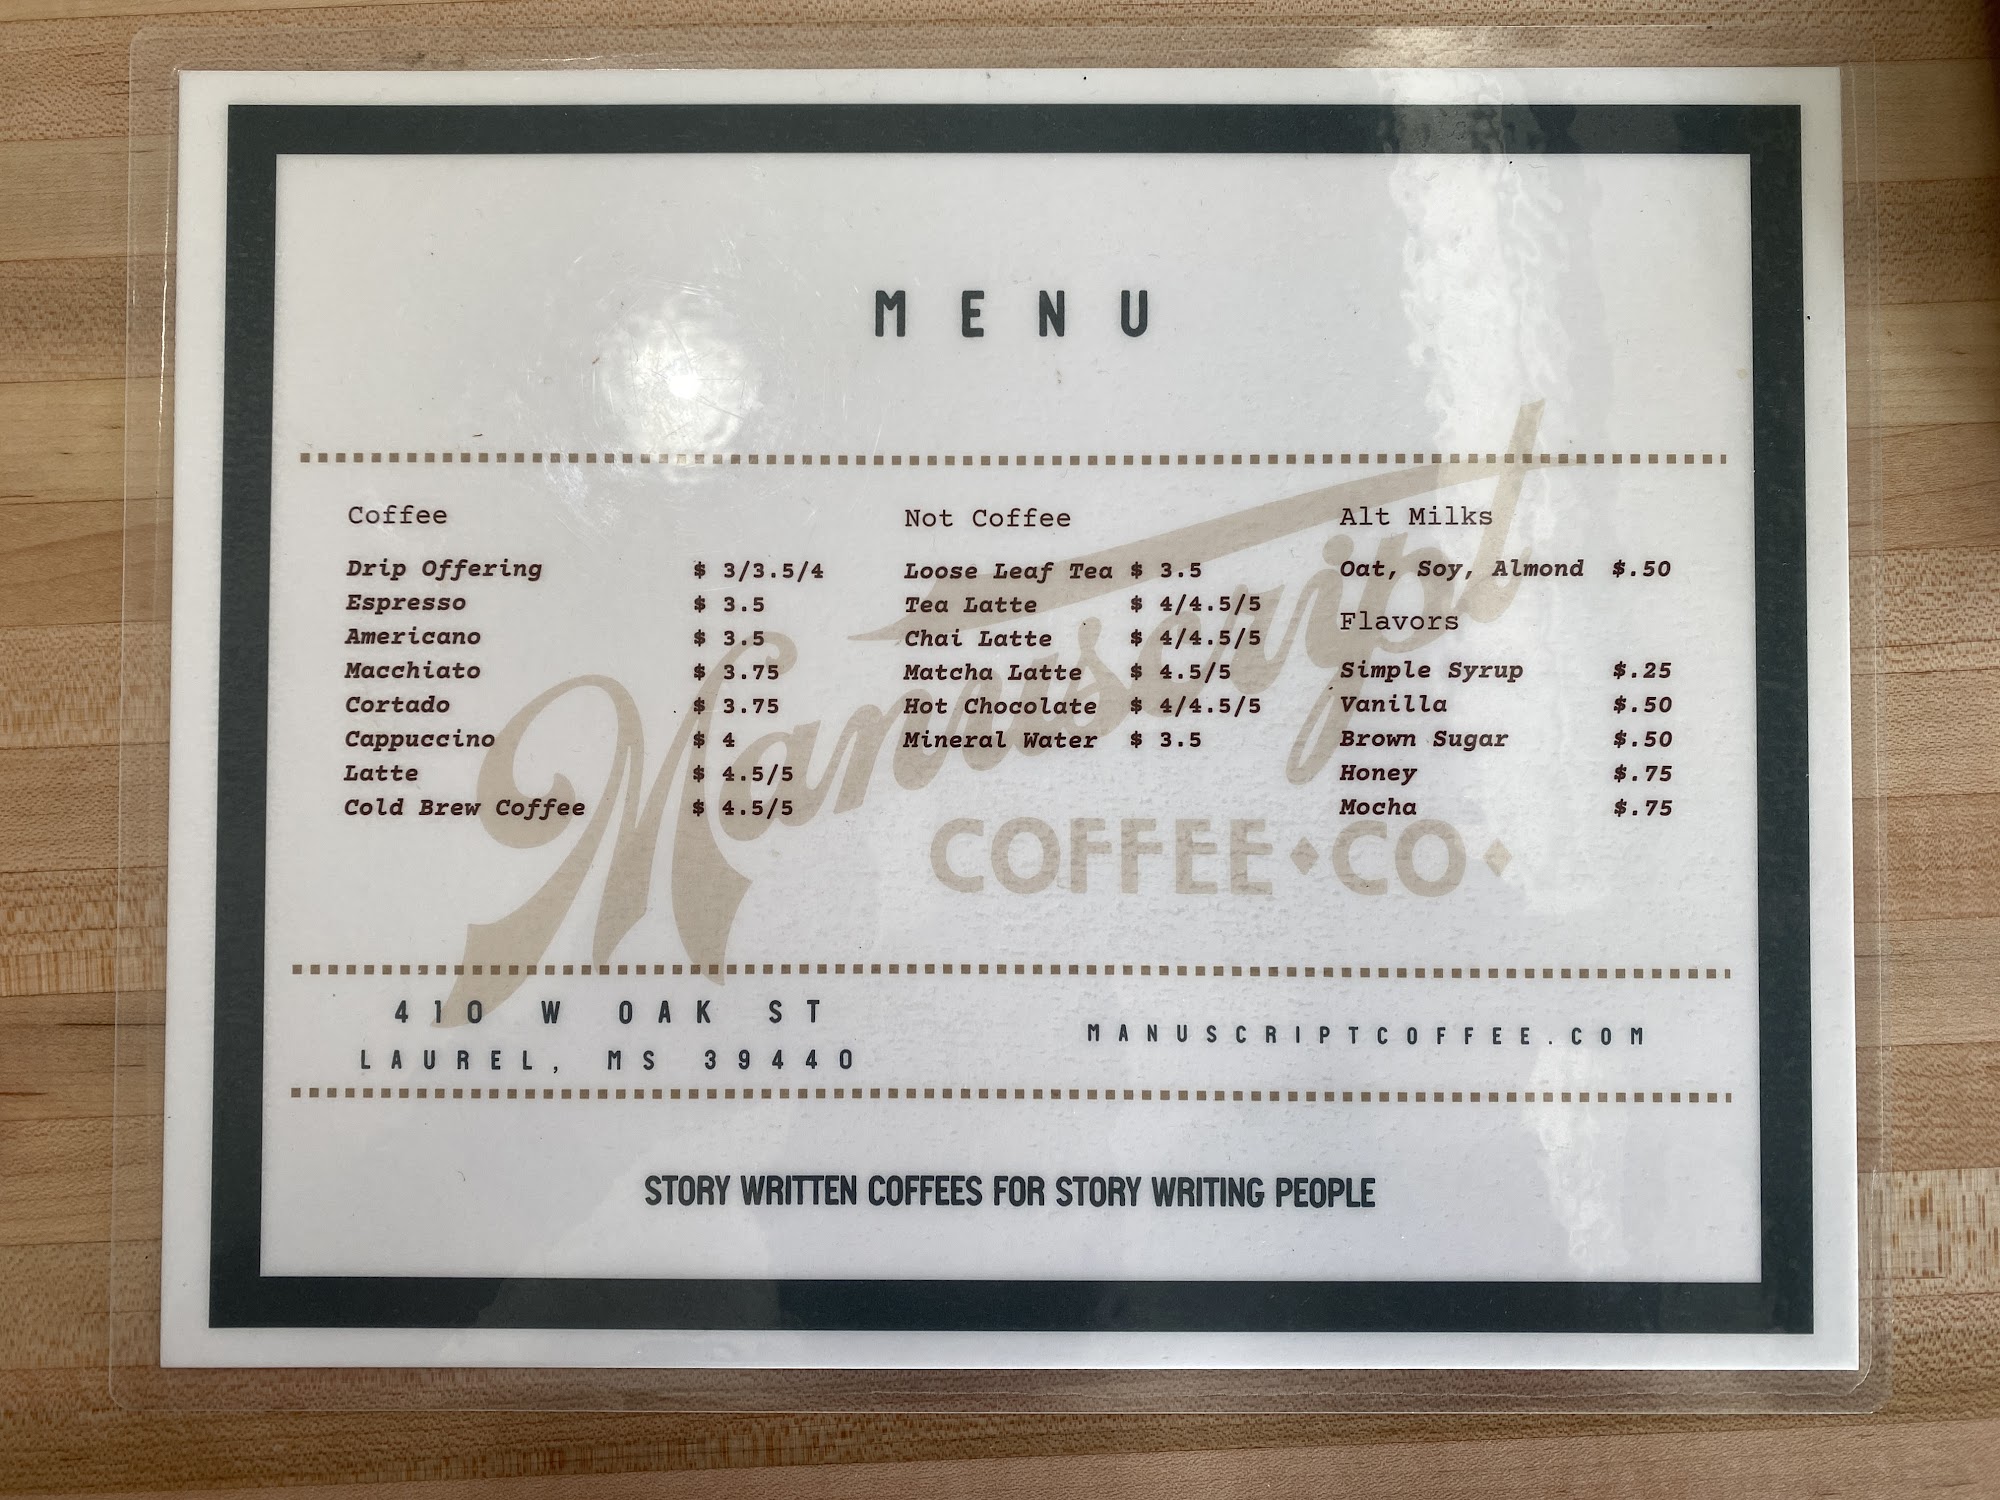 MENU
Coffee
Drip Offering $ 3/3.5/4
Espresso $ 3.5
Americano $ 3.5
Macchiato $ 3.75
Cortado $ 3.75
Cappuccino $ 4
Latte $ 4.5/5
Cold Brew Coffee $ 4.5/5
Not Coffee
Loose Leaf Tea $ 3.5
Tea Latte $ 4/4.5/5
Chai Latte $ 4/4.5/5
Matcha Latte $ 4.5/5
Hot Chocolate $ 4/4.5/5
Mineral Water $ 3.5
Alt Milks
Oat, Soy, Almond $.50
Flavors
Simple Syrup $.25
Vanilla $.50
Brown Sugar $.50
Honey $.75
Mocha $.75
Manuscript
COFFEE CO
410 W OAK ST
LAUREL, MS 39440
MANUSCRIPTCOFFEE.COM
STORY WRITTEN COFFEES FOR STORY WRITING PEOPLE